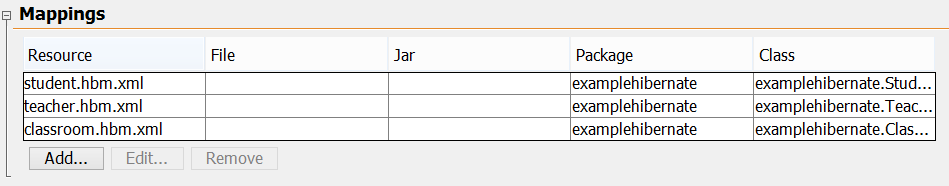 Mappings
Resource File Jar Package Class
student.hbm.xml examplehibernate examplehibernate.Stud...
teacher.hbm.xml examplehibernate examplehibernate.Teac...
classroom.hbm.xml examplehibernate examplehibernate.Clas...
Add... Edit... Remove